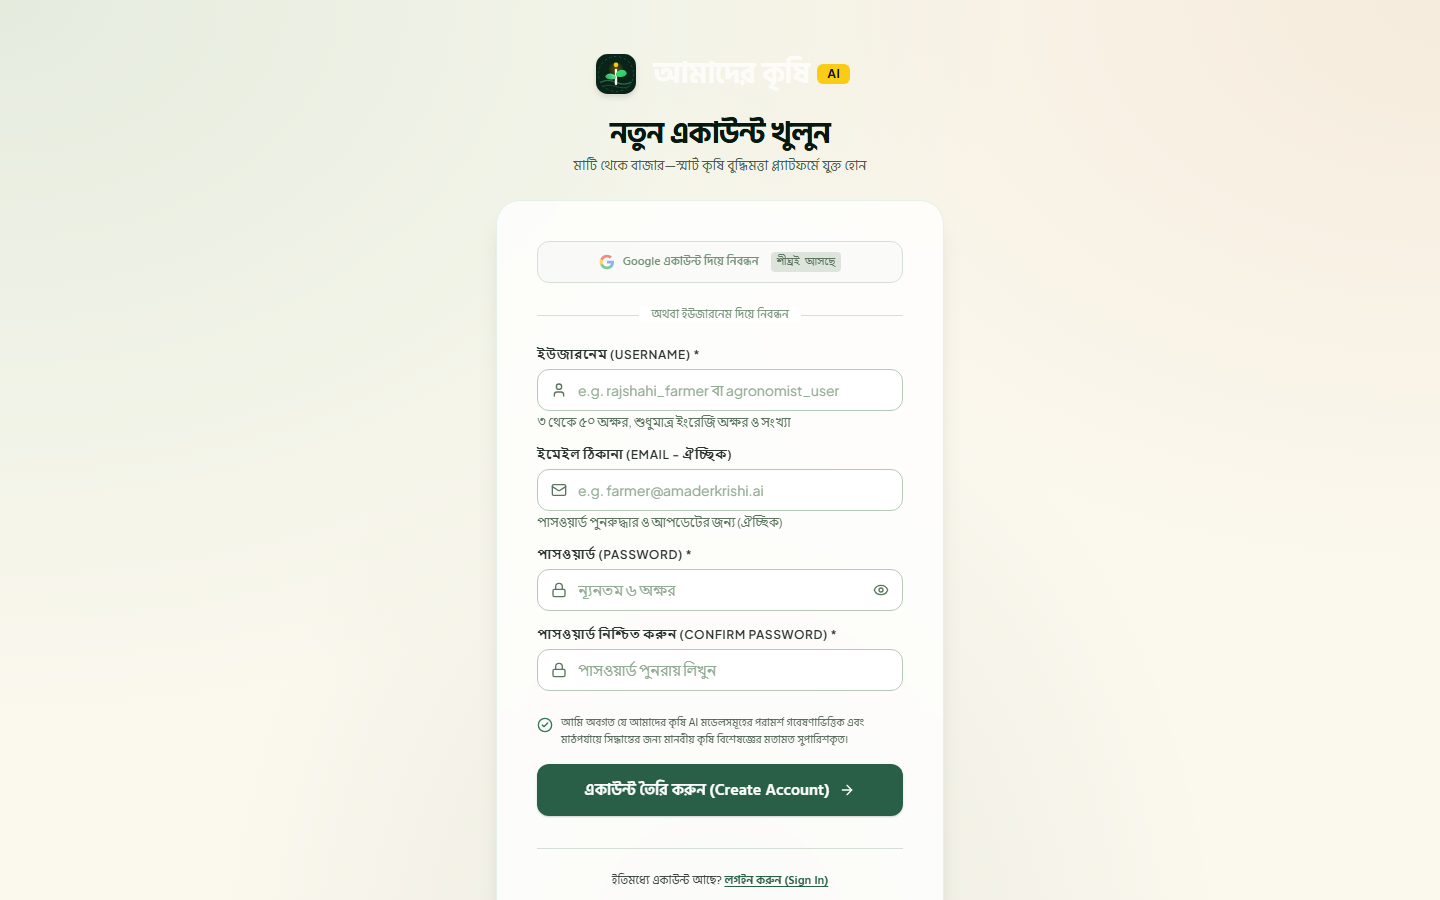 আমাদের কৃষি AI
নতুন একাউন্ট খুলুন
মাটি থেকে বাজার—স্মার্ট কৃষি বুদ্ধিমত্তা প্ল্যাটফর্মে যুক্ত হোন
Google একাউন্ট দিয়ে নিবন্ধন শীঘ্রই আসছে
অথবা ইউজারনেম দিয়ে নিবন্ধন
ইউজারনেম (USERNAME) *
e.g. rajshahi_farmer বা agronomist_user
৩ থেকে ৫০ অক্ষর, শুধুমাত্র ইংরেজি অক্ষর ও সংখ্যা
ইমেইল ঠিকানা (EMAIL - ঐচ্ছিক)
e.g. farmer@amaderkrishi.ai
পাসওয়ার্ড পুনরুদ্ধার ও আপডেটের জন্য (ঐচ্ছিক)
পাসওয়ার্ড (PASSWORD) *
ন্যূনতম ৬ অক্ষর
পাসওয়ার্ড নিশ্চিত করুন (CONFIRM PASSWORD) *
পাসওয়ার্ড পুনরায় লিখুন
আমি অবগত যে আমাদের কৃষি AI মডেলসমূহের পরামর্শ গবেষণাভিত্তিক এবং
মাঠপর্যায়ে সিদ্ধান্তের জন্য মানবীয় কৃষি বিশেষজ্ঞের মতামত সুপারিশকৃত।
একাউন্ট তৈরি করুন (Create Account)
ইতিমধ্যে একাউন্ট আছে? লগইন করুন (Sign In)